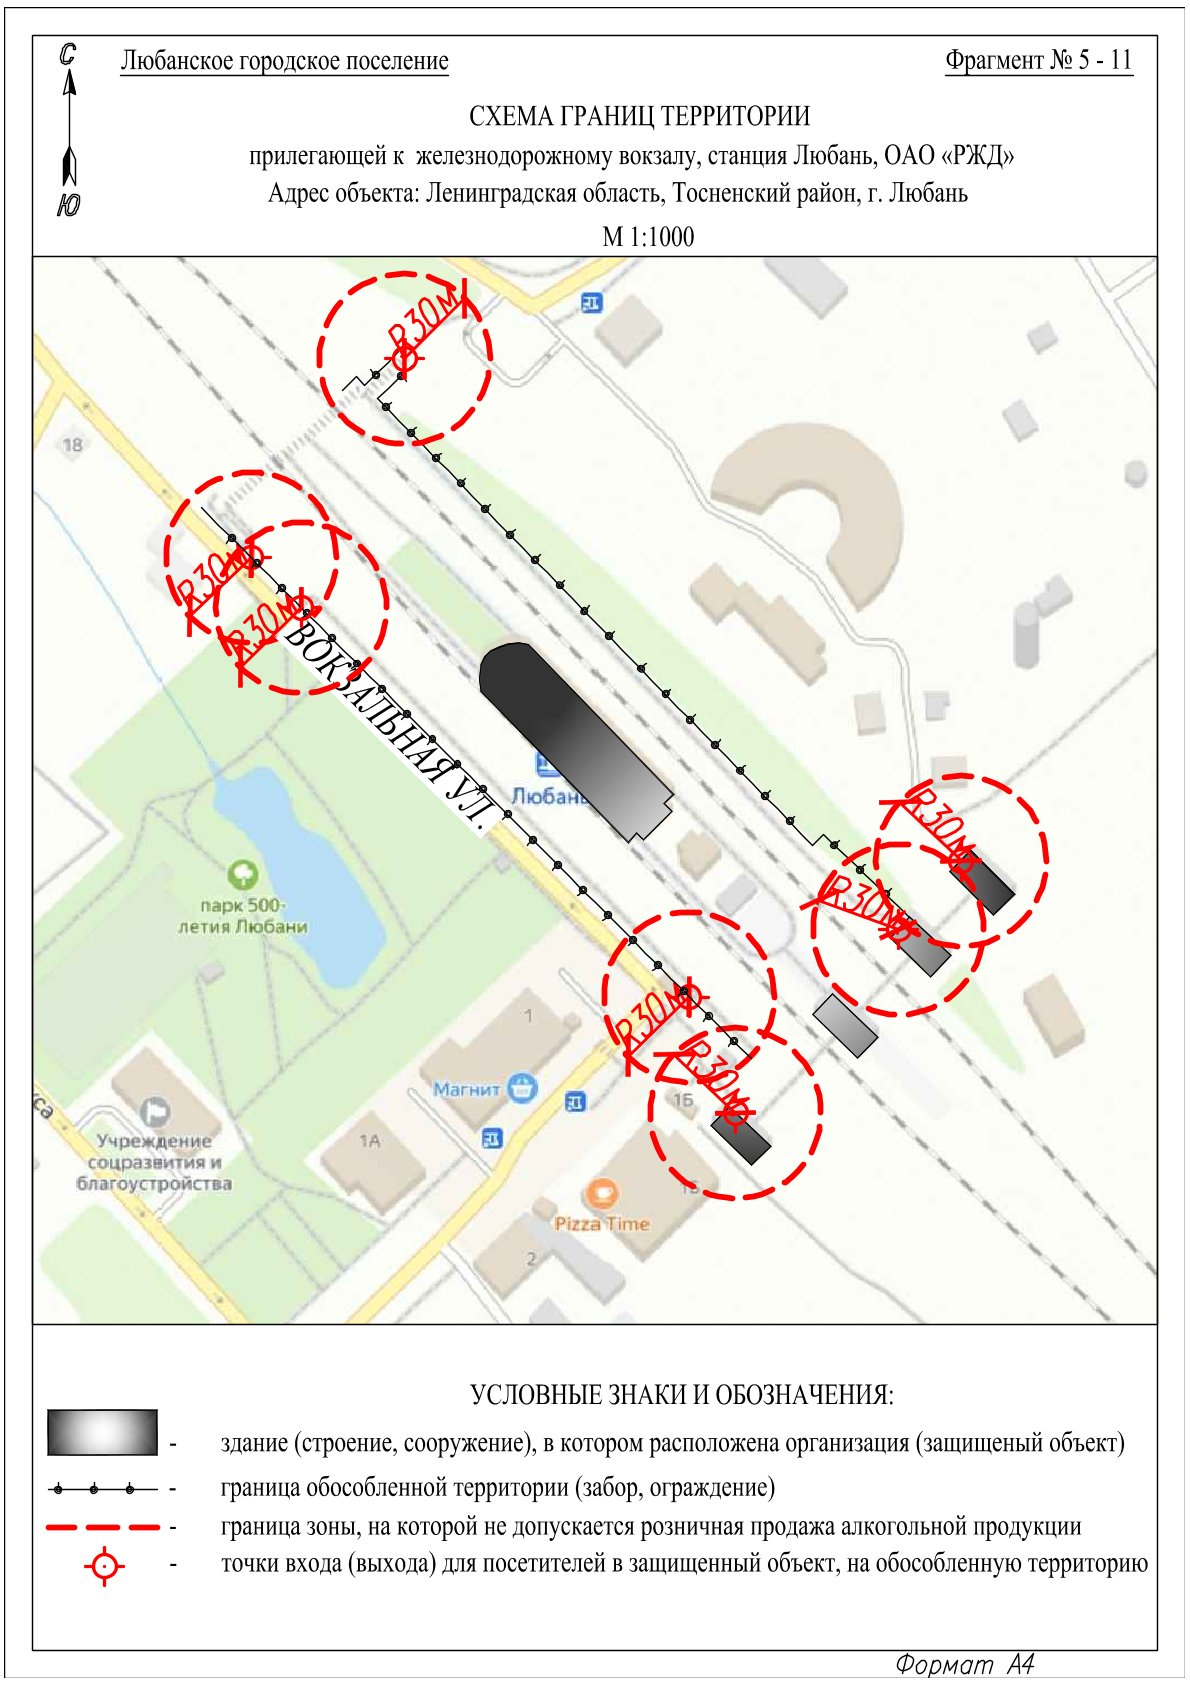 С
Ю
Любанское городское поселение
Фрагмент № 5 - 11
СХЕМА ГРАНИЦ ТЕРРИТОРИИ
прилегающей к железнодорожному вокзалу, станция Любань, ОАО «РЖД»
Адрес объекта: Ленинградская область, Тосненский район, г. Любань
М 1:1000
R30м
18
R30м
R30м
ВОКЗАЛЬНАЯ УЛ.
Любань
R30м
R30м
парк 500-
летия Любани
R30м
1
R30м
Магнит
1Б
1А
Учреждение
соцразвития и
благоустройства
1Б
Pizza Time
2
УСЛОВНЫЕ ЗНАКИ И ОБОЗНАЧЕНИЯ:
- здание (строение, сооружение), в котором расположена организация (защищеный объект)
- граница обособленной территории (забор, ограждение)
- граница зоны, на которой не допускается розничная продажа алкогольной продукции
- точки входа (выхода) для посетителей в защищенный объект, на обособленную территорию
Формат А4